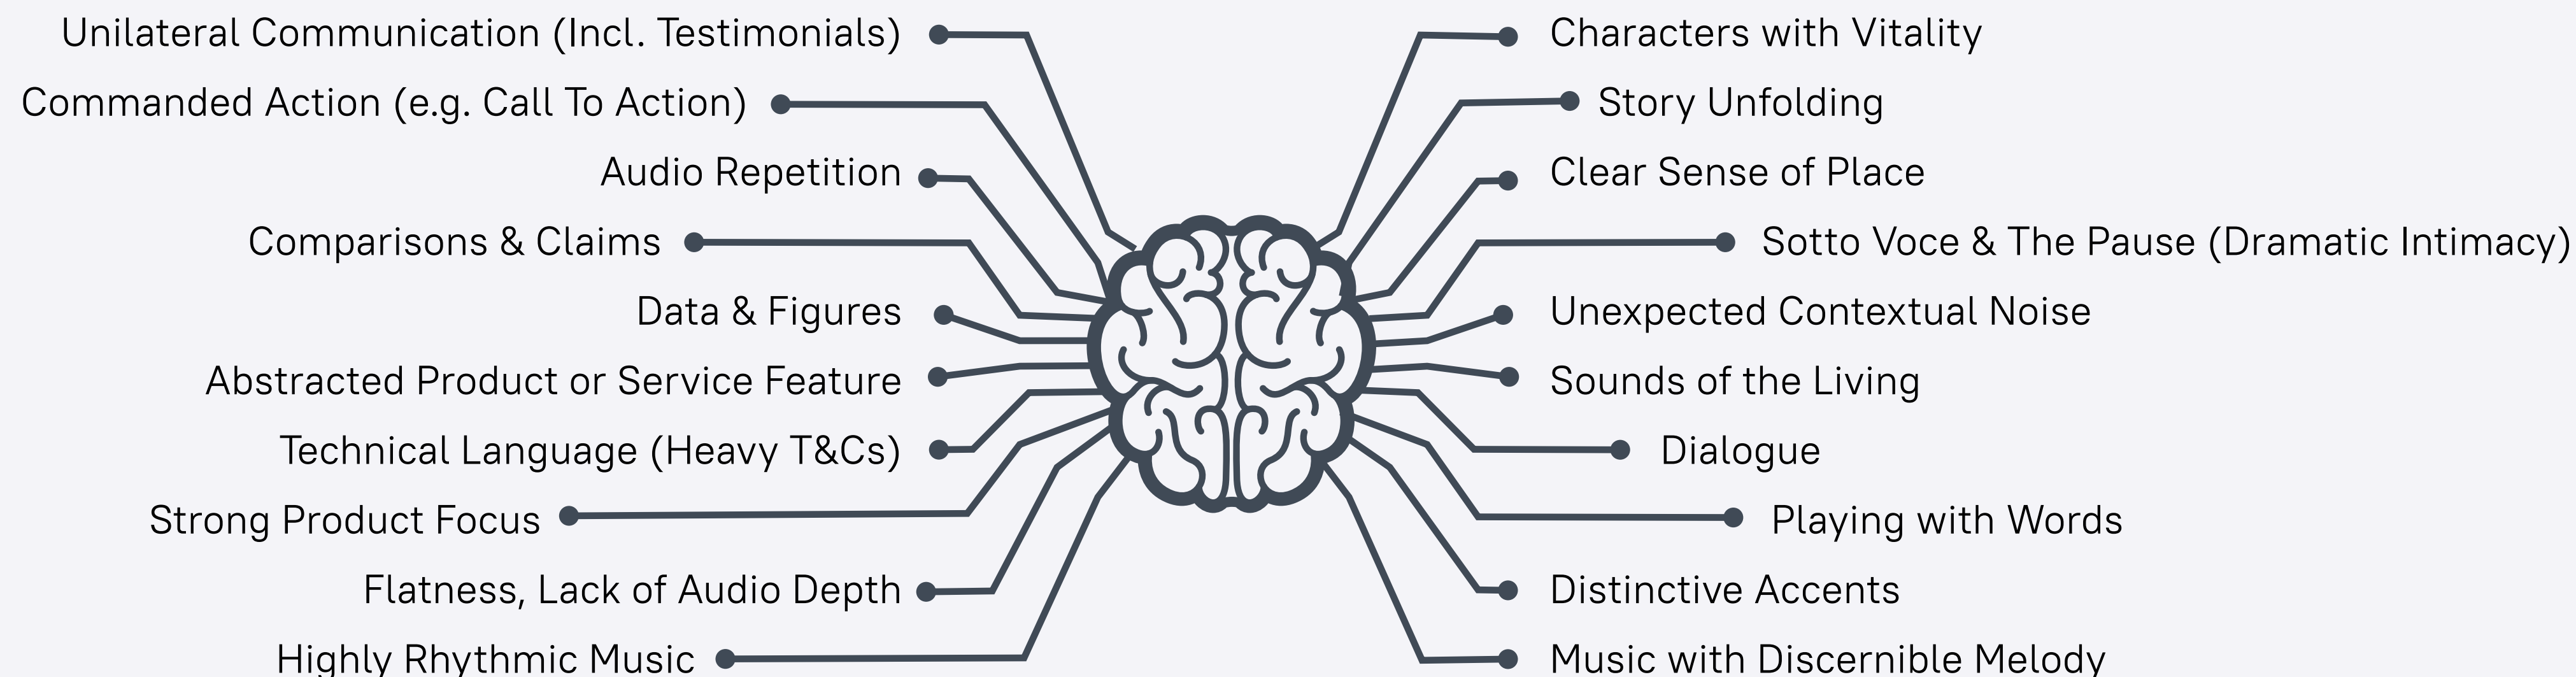 Unilateral Communication (Incl. Testimonials)
Commanded Action (e.g. Call To Action)
Audio Repetition
Comparisons & Claims
Data & Figures
Abstracted Product or Service Feature
Technical Language (Heavy T&Cs)
Strong Product Focus
Flatness, Lack of Audio Depth
Highly Rhythmic Music
Characters with Vitality
Story Unfolding
Clear Sense of Place
Sotto Voce & The Pause (Dramatic Intimacy)
Unexpected Contextual Noise
Sounds of the Living
Dialogue
Playing with Words
Distinctive Accents
Music with Discernible Melody